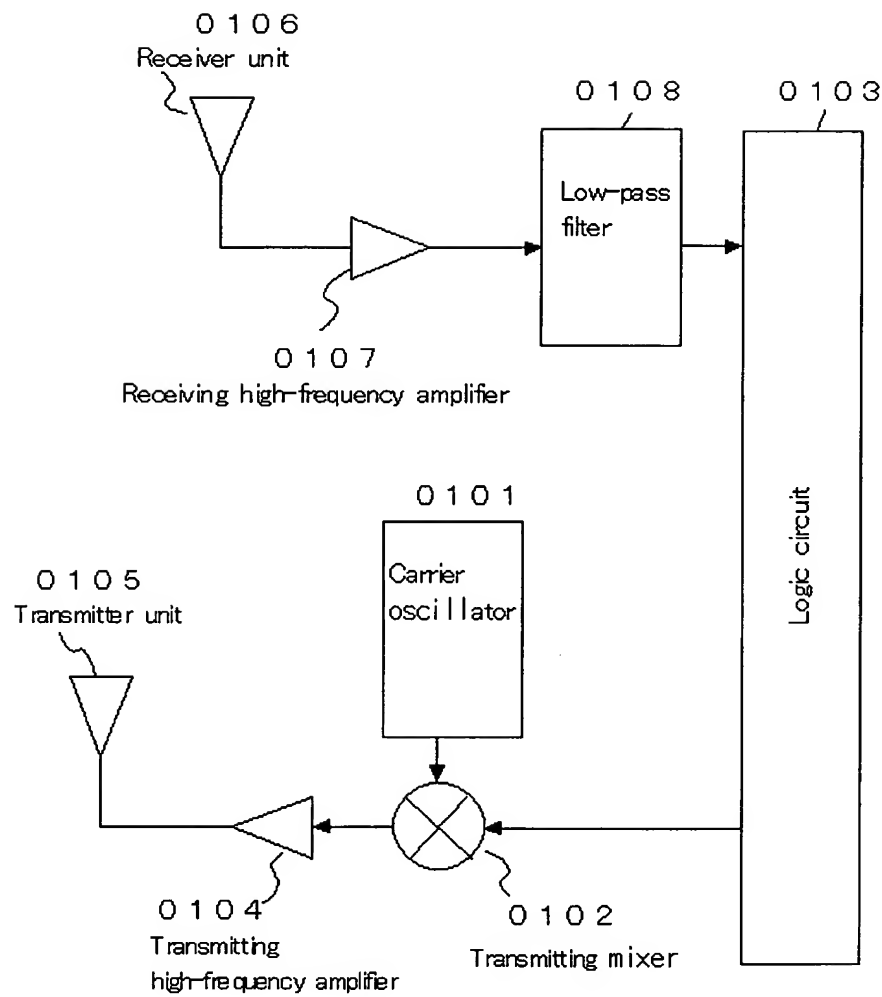 0106
Receiver unit
0108
0103
Low-pass
filter
0107
Receiving high-frequency amplifier
0101
Carrier
oscillator
Logic circuit
0105
Transmitter unit
0104
Transmitting
high-frequency amplifier
0102
Transmitting mixer